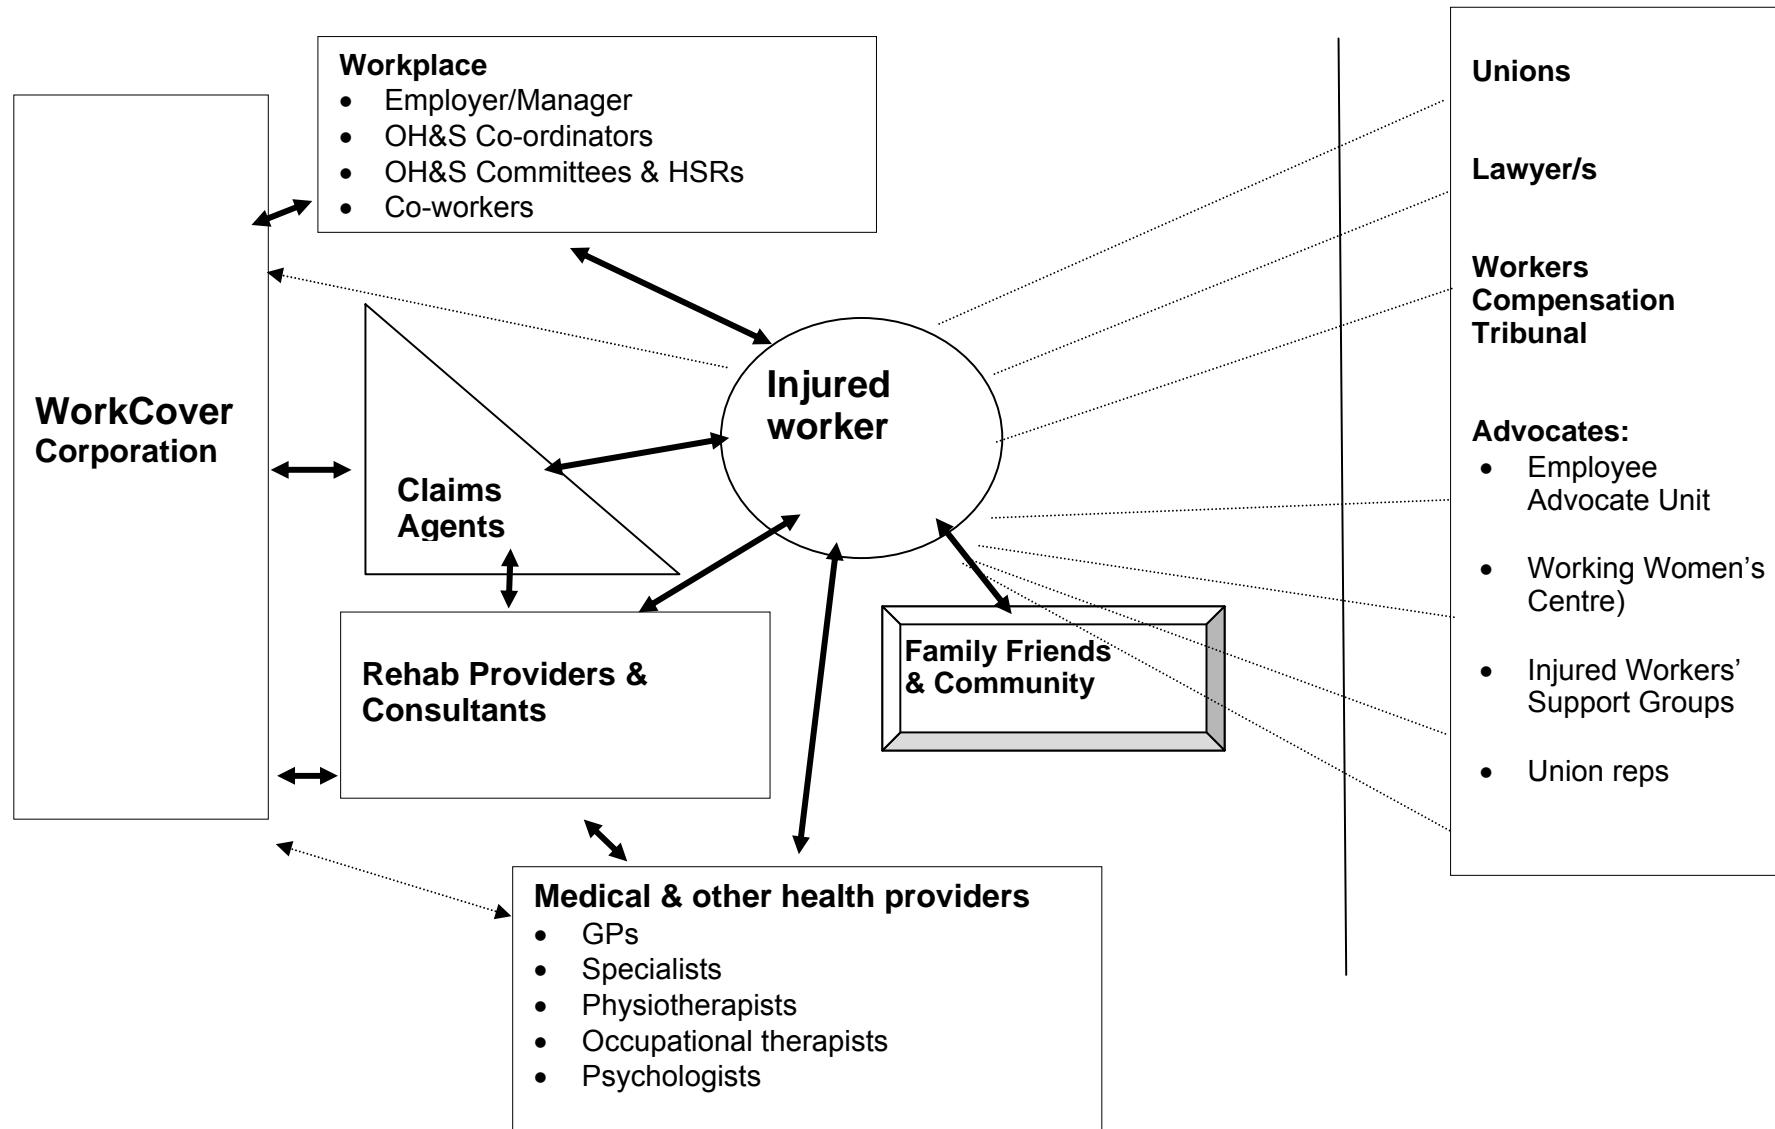 Workplace
• Employer/Manager
• OH&S Co-ordinators
• OH&S Committees & HSRs
• Co-workers
WorkCover
Corporation
Injured
worker
Claims
Agents
Rehab Providers &
Consultants
Family Friends
& Community
Medical & other health providers
• GPs
• Specialists
• Physiotherapists
• Occupational therapists
• Psychologists
Unions
Lawyer/s
Workers
Compensation
Tribunal
Advocates:
• Employee
Advocate Unit
• Working Women’s
Centre)
• Injured Workers’
Support Groups
• Union reps